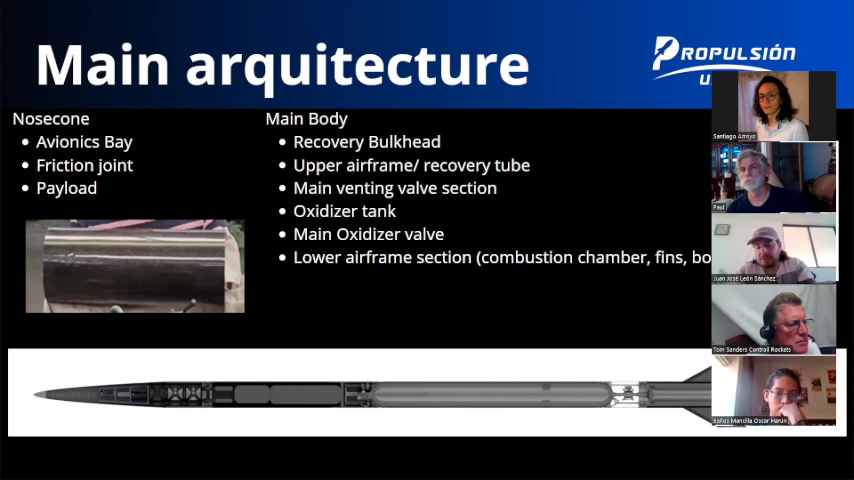 Main arquitecture
PROPULSIÓN
U
Nosecone
• Avionics Bay
• Friction joint
• Payload
Main Body
• Recovery Bulkhead
• Upper airframe/ recovery tube
• Main venting valve section
• Oxidizer tank
• Main Oxidizer valve
• Lower airframe section (combustion chamber, fins, bo
Santiago Arroyo
Paul
Juan José León Sánchez
Tom Sanders Contrail Rockets
Baños Mancilla Oscar Harún